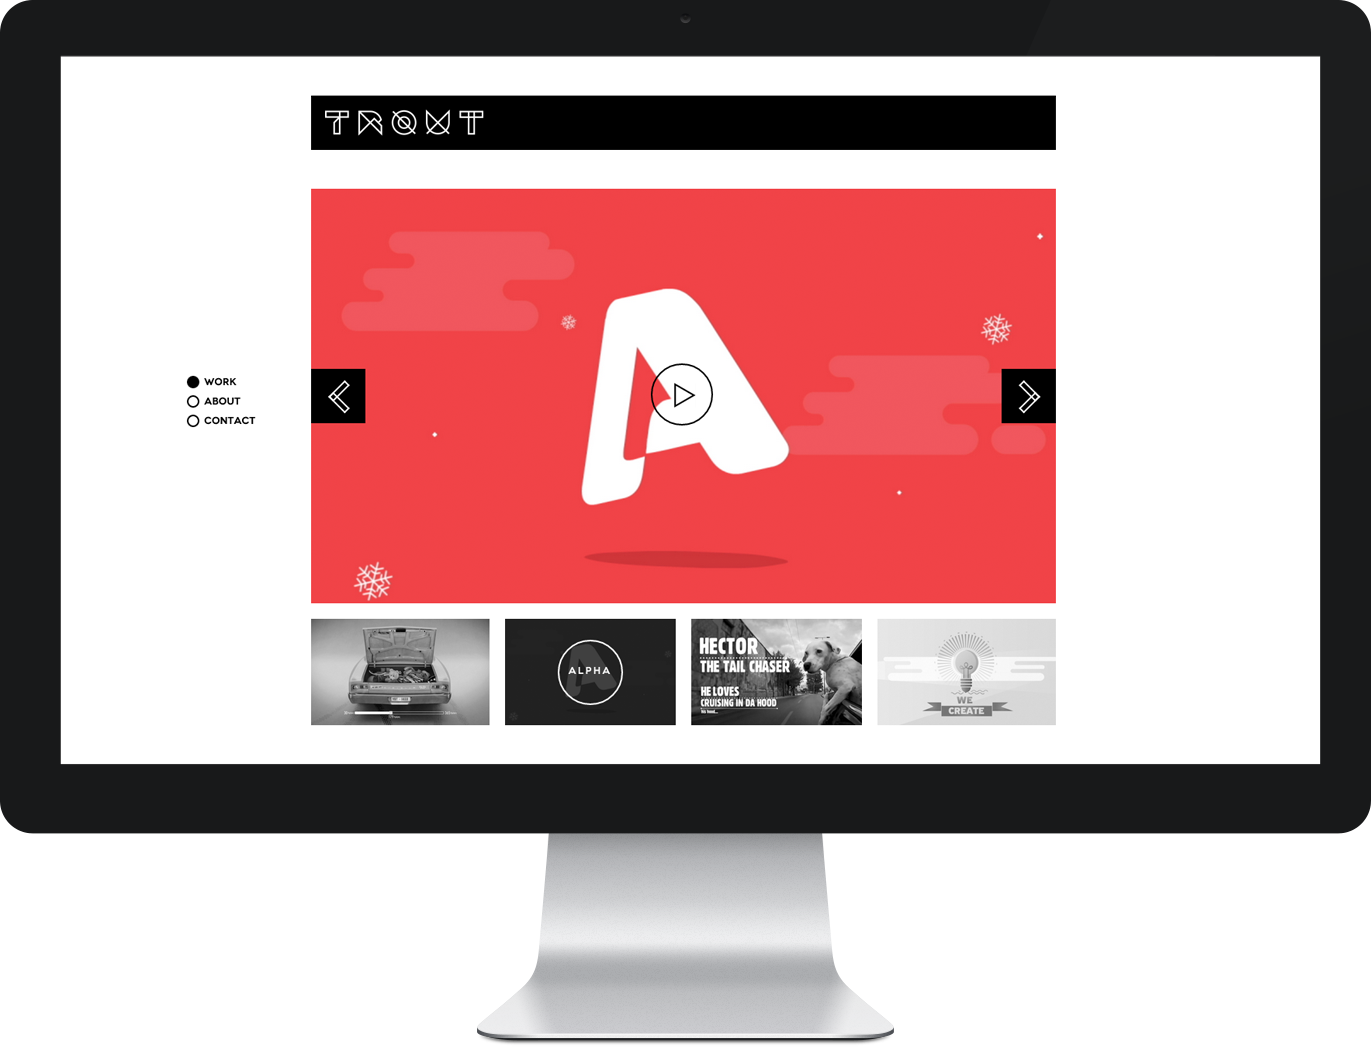 TROUT
WORK
ABOUT
CONTACT
A
ALPHA
HECTOR
THE TAIL CHASER
HE LOVES
CRUISING IN DA HOOD
WE
CREATE